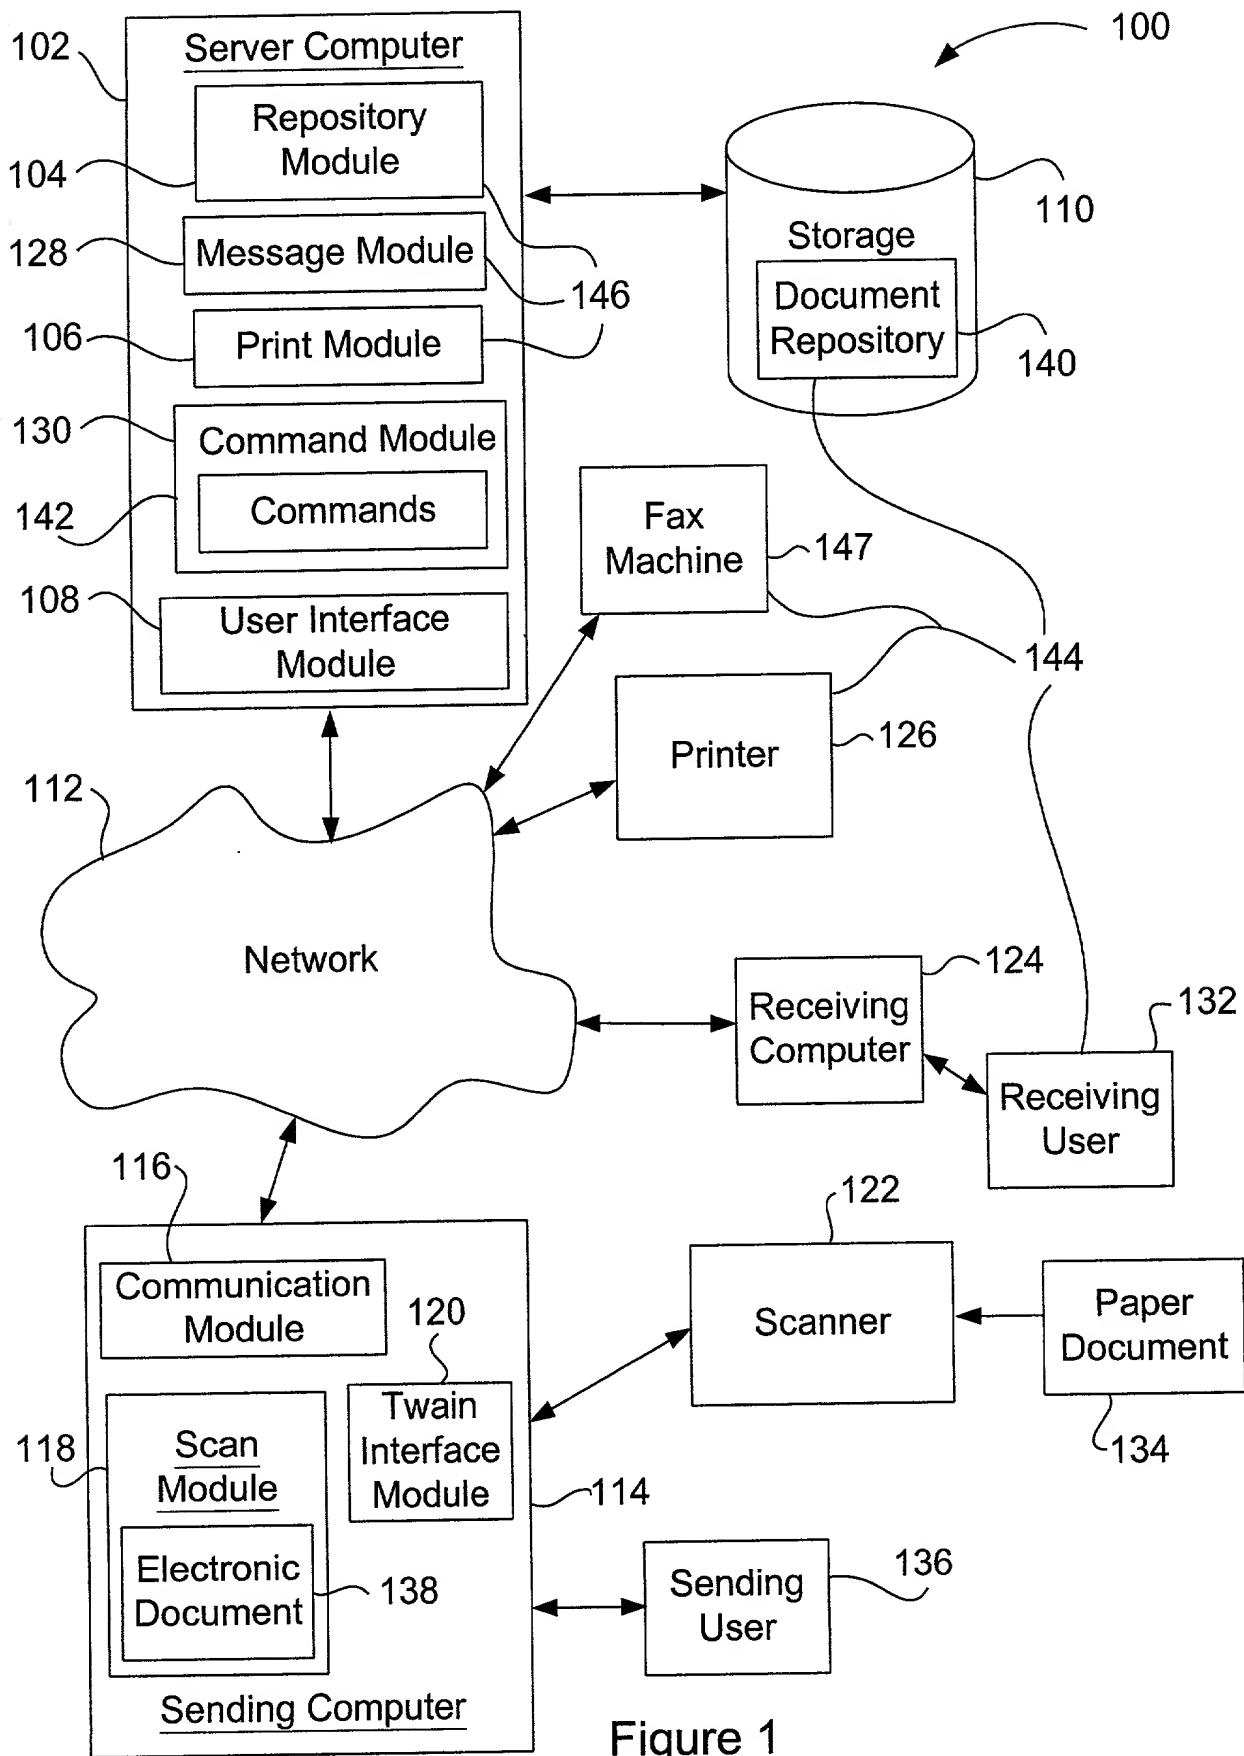 100
102
Server Computer
Repository
Module
104
110
Storage
128
Message Module
146
Document
Repository
140
106
Print Module
130
Command Module
142
Commands
Fax
Machine
147
108
User Interface
Module
144
Printer
126
112
Network
124
Receiving
Computer
132
Receiving
User
116
122
Communication
Module
120
Scanner
Paper
Document
134
Twain
Interface
Module
118
Scan
Module
114
Electronic
Document
138
Sending
User
136
Sending Computer
Figure 1